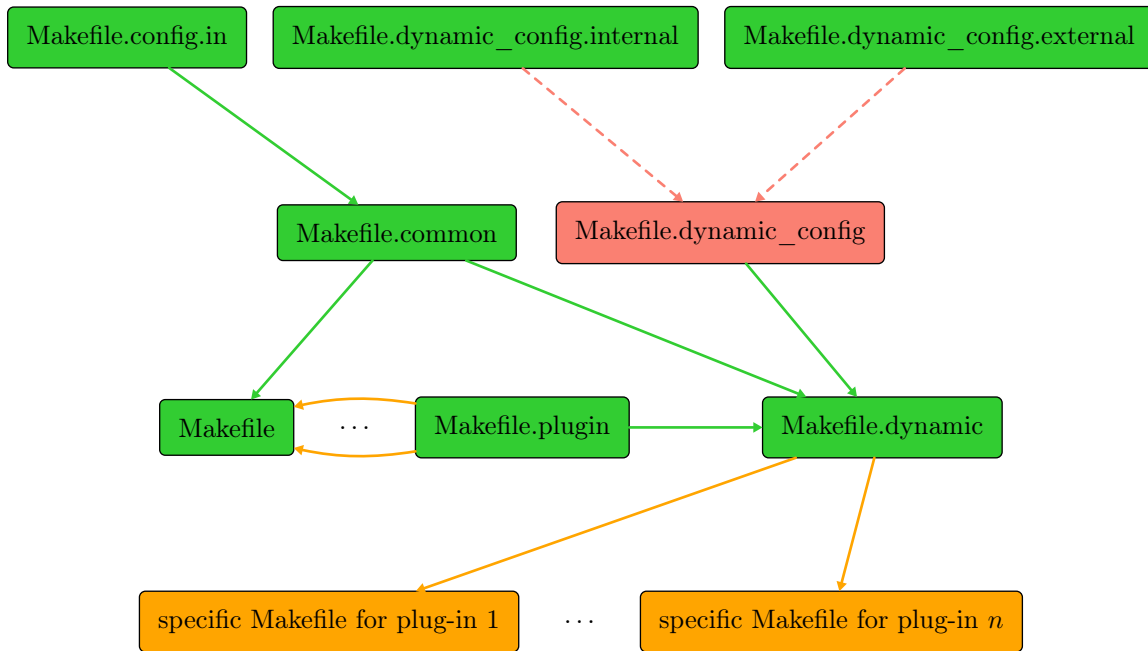 Makefile.config.in
Makefile.dynamic_config.internal
Makefile.dynamic_config.external
Makefile.common
Makefile.dynamic_config
Makefile
...
Makefile.plugin
Makefile.dynamic
specific Makefile for plug-in 1
...
specific Makefile for plug-in n